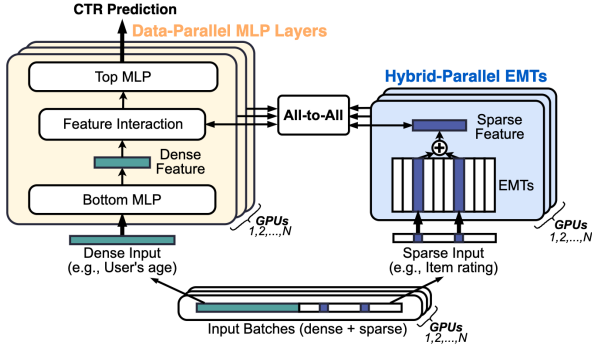 CTR Prediction
Data-Parallel MLP Layers
Top MLP
Feature Interaction
Dense
Feature
Bottom MLP
GPUs
1,2,...,N
Dense Input
(e.g., User's age)
All-to-All
Hybrid-Parallel EMTs
Sparse
Feature
EMTs
GPUs
1,2,...,N
Sparse Input
(e.g., Item rating)
Input Batches (dense + sparse)
GPUs
1,2,...,N